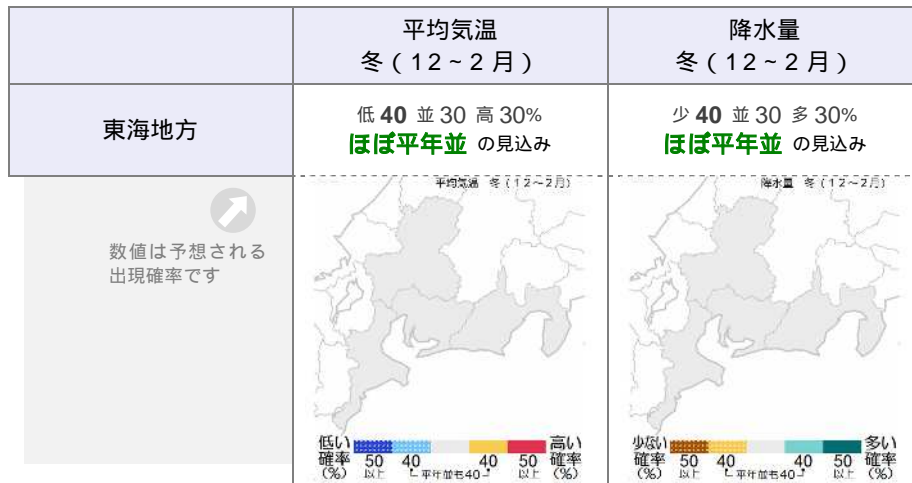 平均気温
冬(12~2月)
降水量
冬(12~2月)
東海地方
低 40 並 30 高 30%
ほぼ平年並 の見込み
少 40 並 30 多 30%
ほぼ平年並 の見込み
数値は予想される
出現確率です
平均気温 冬(12~2月)
低い
確率
(%)
50
以上
40
平年並も40
40
50
以上
高い
確率
(%)
降水量 冬(12~2月)
少ない
確率
(%)
50
以上
40
平年並も40
40
50
以上
多い
確率
(%)